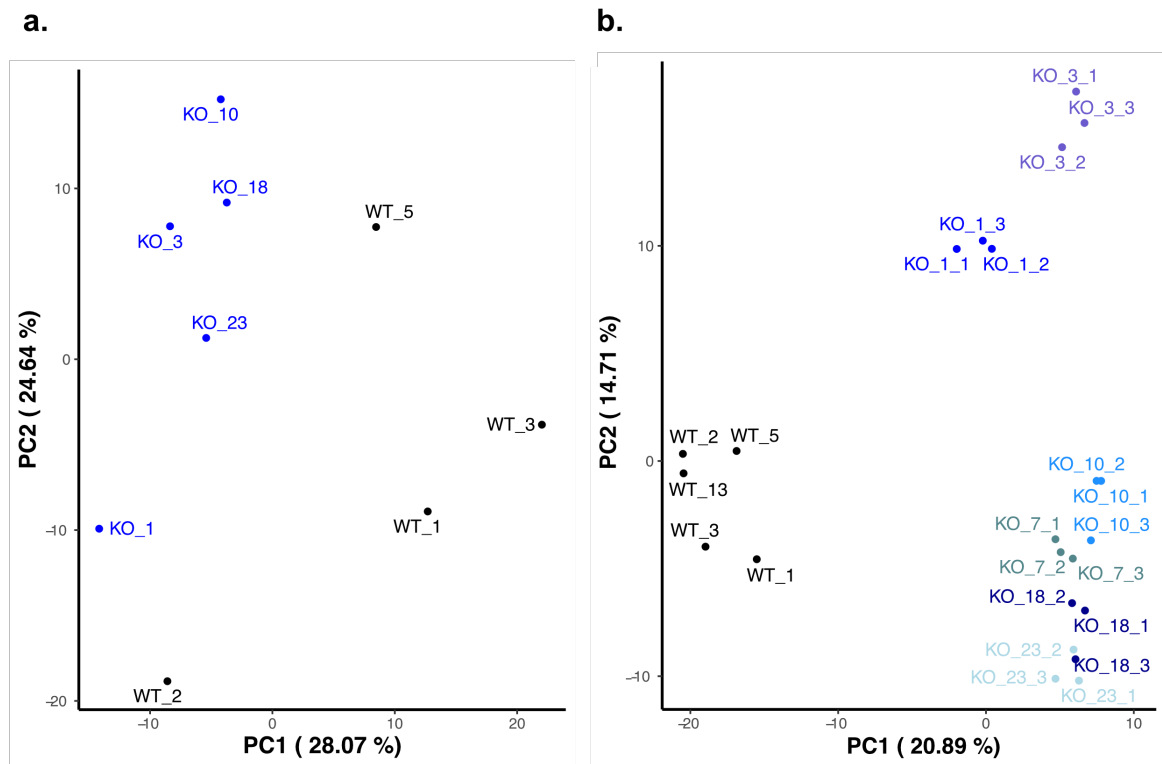 a.
KO_10
KO_18
WT_5
KO_3
KO_23
WT_3
WT_1
KO_1
WT_2
10
0
−10
−20
−10
0
10
20
PC2 ( 24.64 %)
PC1 ( 28.07 %)
b.
KO_3_1
KO_3_3
KO_3_2
KO_1_3
KO_1_1
KO_1_2
WT_2
WT_5
WT_13
WT_3
WT_1
KO_10_2
KO_10_1
KO_7_1
KO_10_3
KO_7_2
KO_7_3
KO_18_2
KO_18_1
KO_23_2
KO_18_3
KO_23_3
KO_23_1
10
0
−10
−20
−10
0
10
PC2 ( 14.71 %)
PC1 ( 20.89 %)